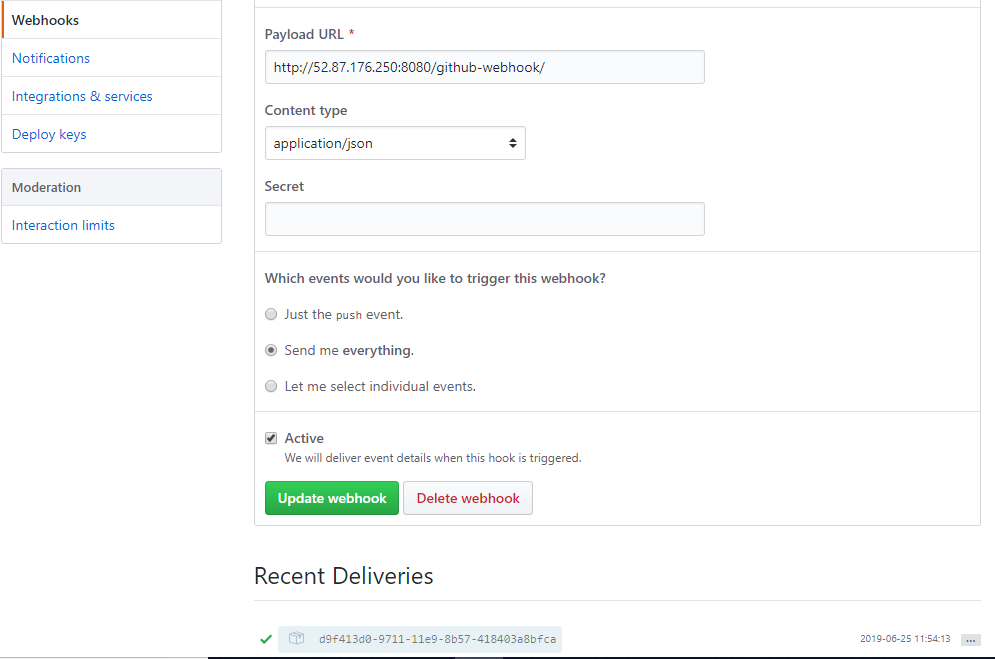 Webhooks
Notifications
Integrations & services
Deploy keys
Moderation
Interaction limits
Payload URL *
http://52.87.176.250:8080/github-webhook/
Content type
application/json
Secret
Which events would you like to trigger this webhook?
Just the push event.
Send me everything.
Let me select individual events.
Active
We will deliver event details when this hook is triggered.
Update webhook Delete webhook
Recent Deliveries
d9f413d0-9711-11e9-8b57-418403a8bfca 2019-06-25 11:54:13 ...